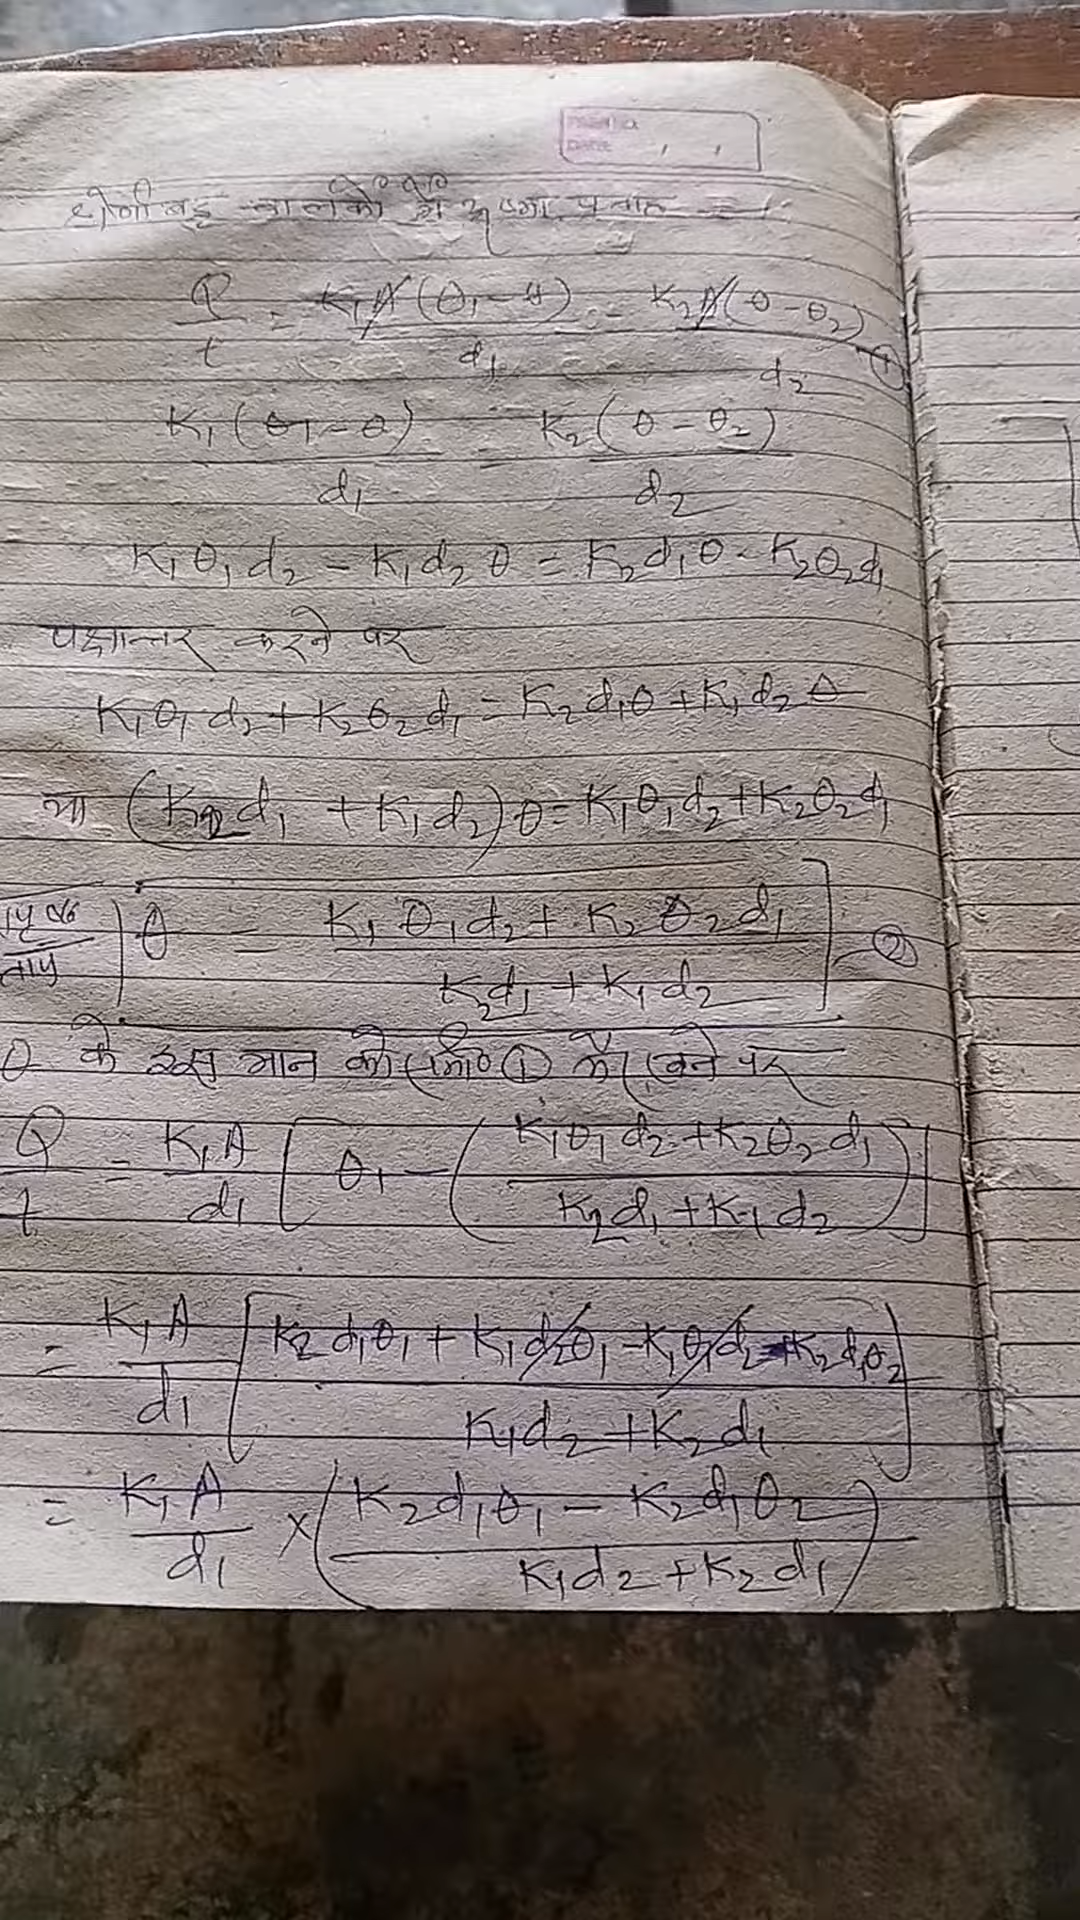 DATE
श्रेणीबद्ध चालको में ऊष्मा प्रवाह =
Q/t = K₁A(θ₁-θ)/d₁ = K₂A(θ-θ₂)/d₂ ①
K₁(θ₁-θ)/d₁ = K₂(θ-θ₂)/d₂
K₁θ₁d₂ - K₁d₂θ = K₂d₁θ - K₂θ₂d₁
पक्षान्तर करने पर
K₁θ₁d₂ + K₂θ₂d₁ = K₂d₁θ + K₁d₂θ
या (K₂d₁ + K₁d₂)θ = K₁θ₁d₂ + K₂θ₂d₁
ताप θ = (K₁θ₁d₂ + K₂θ₂d₁)/(K₂d₁ + K₁d₂) ②
θ के इस मान को समी० ① में रखने पर
Q/t = K₁A/d₁ [θ₁ - ((K₁θ₁d₂ + K₂θ₂d₁)/(K₂d₁ + K₁d₂))]
= K₁A/d₁ [(K₂d₁θ₁ + K₁d₂θ₁ - K₁θ₁d₂ K₂d₁θ₂)/(K₁d₂ + K₂d₁)]
= K₁A/d₁ × ((K₂d₁θ₁ - K₂d₁θ₂)/(K₁d₂ + K₂d₁))